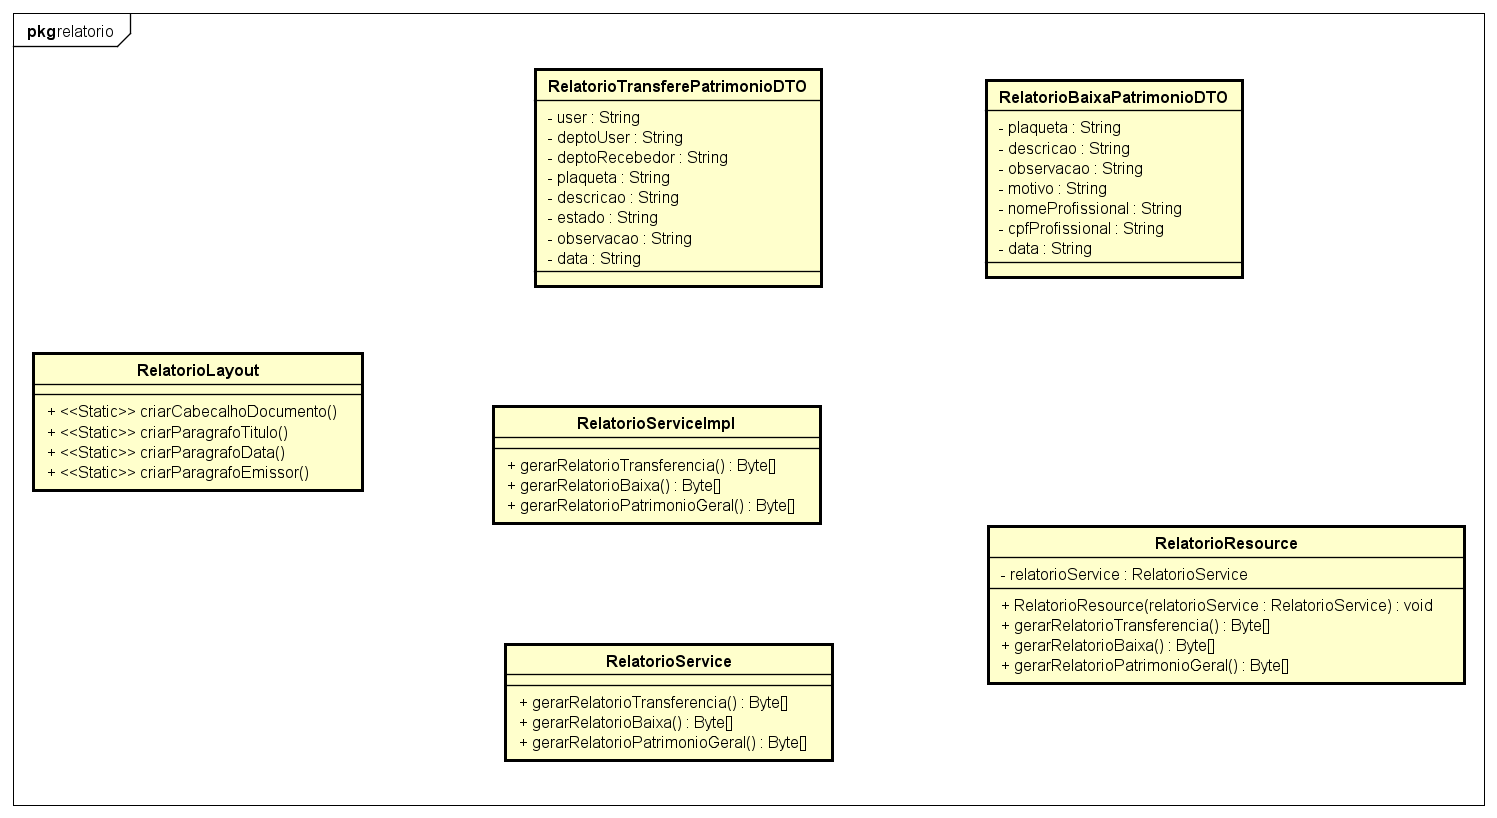 pkg relatorio
RelatorioTransferePatrimonioDTO
- user : String
- deptoUser : String
- deptoRecebedor : String
- plaqueta : String
- descricao : String
- estado : String
- observacao : String
- data : String
RelatorioBaixaPatrimonioDTO
- plaqueta : String
- descricao : String
- observacao : String
- motivo : String
- nomeProfissional : String
- cpfProfissional : String
- data : String
RelatorioLayout
+ <<Static>> criarCabecalhoDocumento()
+ <<Static>> criarParagrafoTitulo()
+ <<Static>> criarParagrafoData()
+ <<Static>> criarParagrafoEmissor()
RelatorioServiceImpl
+ gerarRelatorioTransferencia() : Byte[]
+ gerarRelatorioBaixa() : Byte[]
+ gerarRelatorioPatrimonioGeral() : Byte[]
RelatorioResource
- relatorioService : RelatorioService
+ RelatorioResource(relatorioService : RelatorioService) : void
+ gerarRelatorioTransferencia() : Byte[]
+ gerarRelatorioBaixa() : Byte[]
+ gerarRelatorioPatrimonioGeral() : Byte[]
RelatorioService
+ gerarRelatorioTransferencia() : Byte[]
+ gerarRelatorioBaixa() : Byte[]
+ gerarRelatorioPatrimonioGeral() : Byte[]